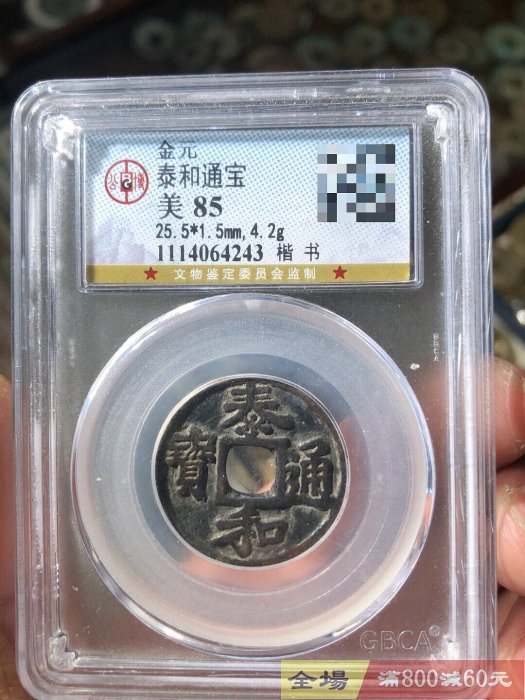 金元
泰和通宝
美 85
25.5*1.5mm,4.2g
1114064243 楷 书
★ 文物鉴定委员会监制 ★
泰
寶 通
和
GBCA®
全場 滿800減60元